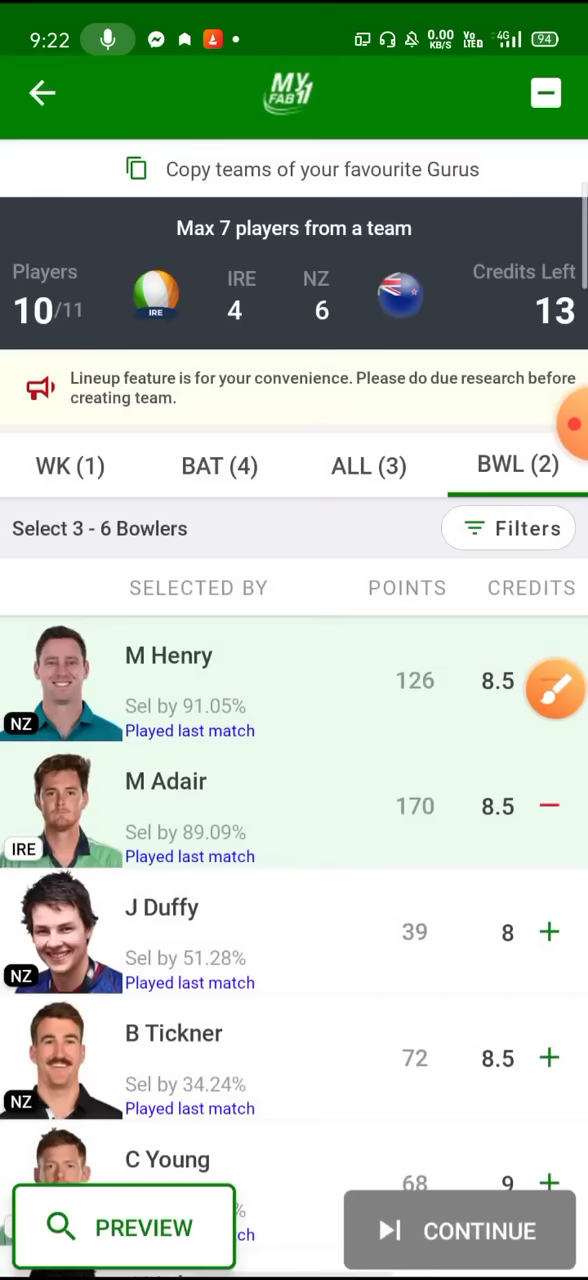 9:22
0.00 KB/S
Vo LTED
4G
94
MY FAB11
Copy teams of your favourite Gurus
Max 7 players from a team
Players
IRE
NZ
Credits Left
10/11
IRE
4
6
13
Lineup feature is for your convenience. Please do due research before
creating team.
WK (1)
BAT (4)
ALL (3)
BWL (2)
Select 3 - 6 Bowlers
Filters
SELECTED BY
POINTS
CREDITS
M Henry
126
8.5
Sel by 91.05%
NZ
Played last match
M Adair
170
8.5
Sel by 89.09%
IRE
Played last match
J Duffy
39
8
Sel by 51.28%
NZ
Played last match
B Tickner
72
8.5
Sel by 34.24%
NZ
Played last match
C Young
68
9
%
ch
PREVIEW
CONTINUE